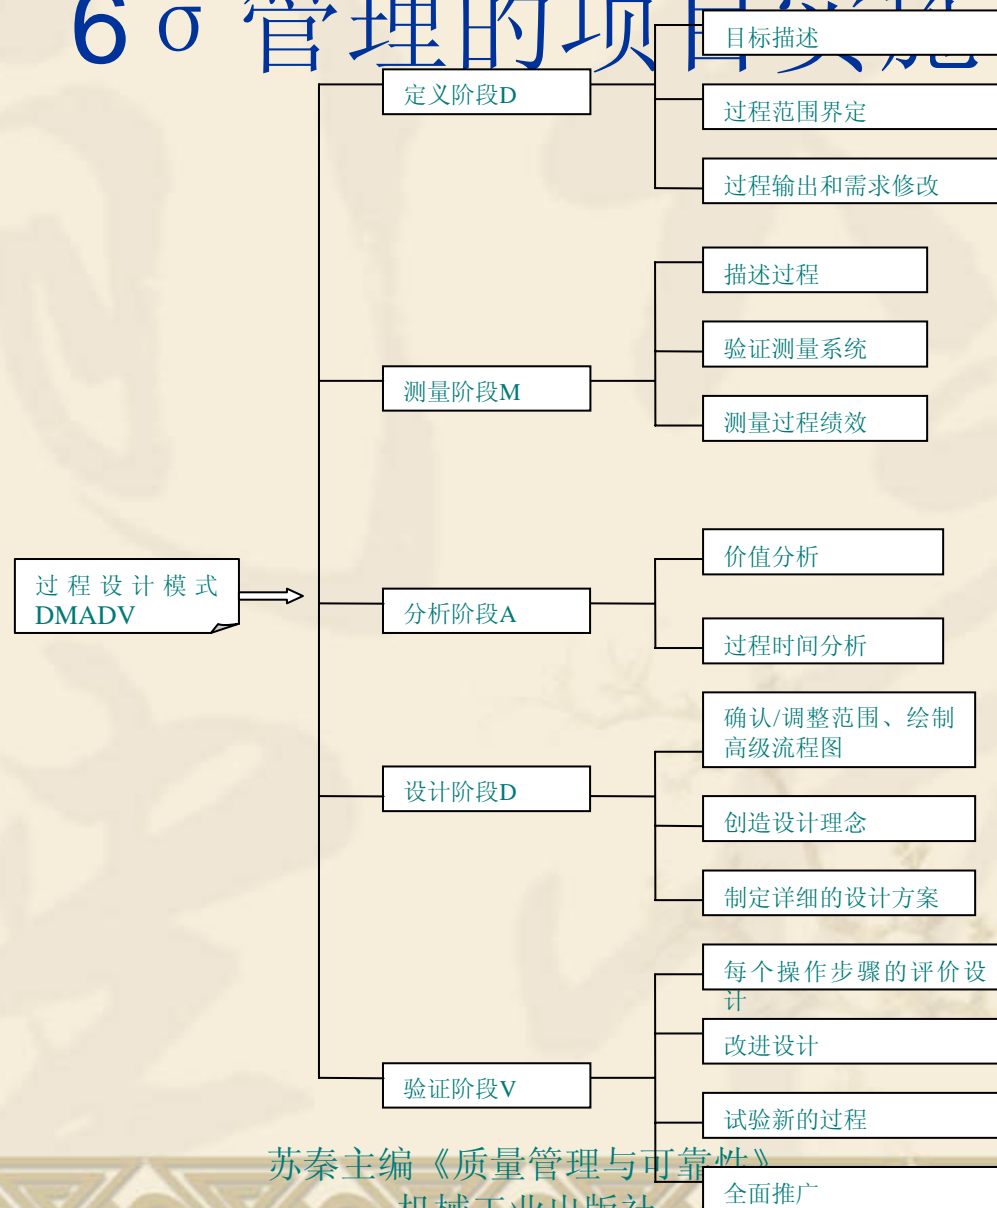 6σ管理的项目实施
目标描述
定义阶段D
过程范围界定
过程输出和需求修改
描述过程
验证测量系统
测量阶段M
测量过程绩效
价值分析
过程设计模式
DMADV
分析阶段A
过程时间分析
确认/调整范围、绘制
高级流程图
设计阶段D
创造设计理念
制定详细的设计方案
每个操作步骤的评价设
计
改进设计
验证阶段V
试验新的过程
苏秦主编《质量管理与可靠性》
全面推广
机械工业出版社